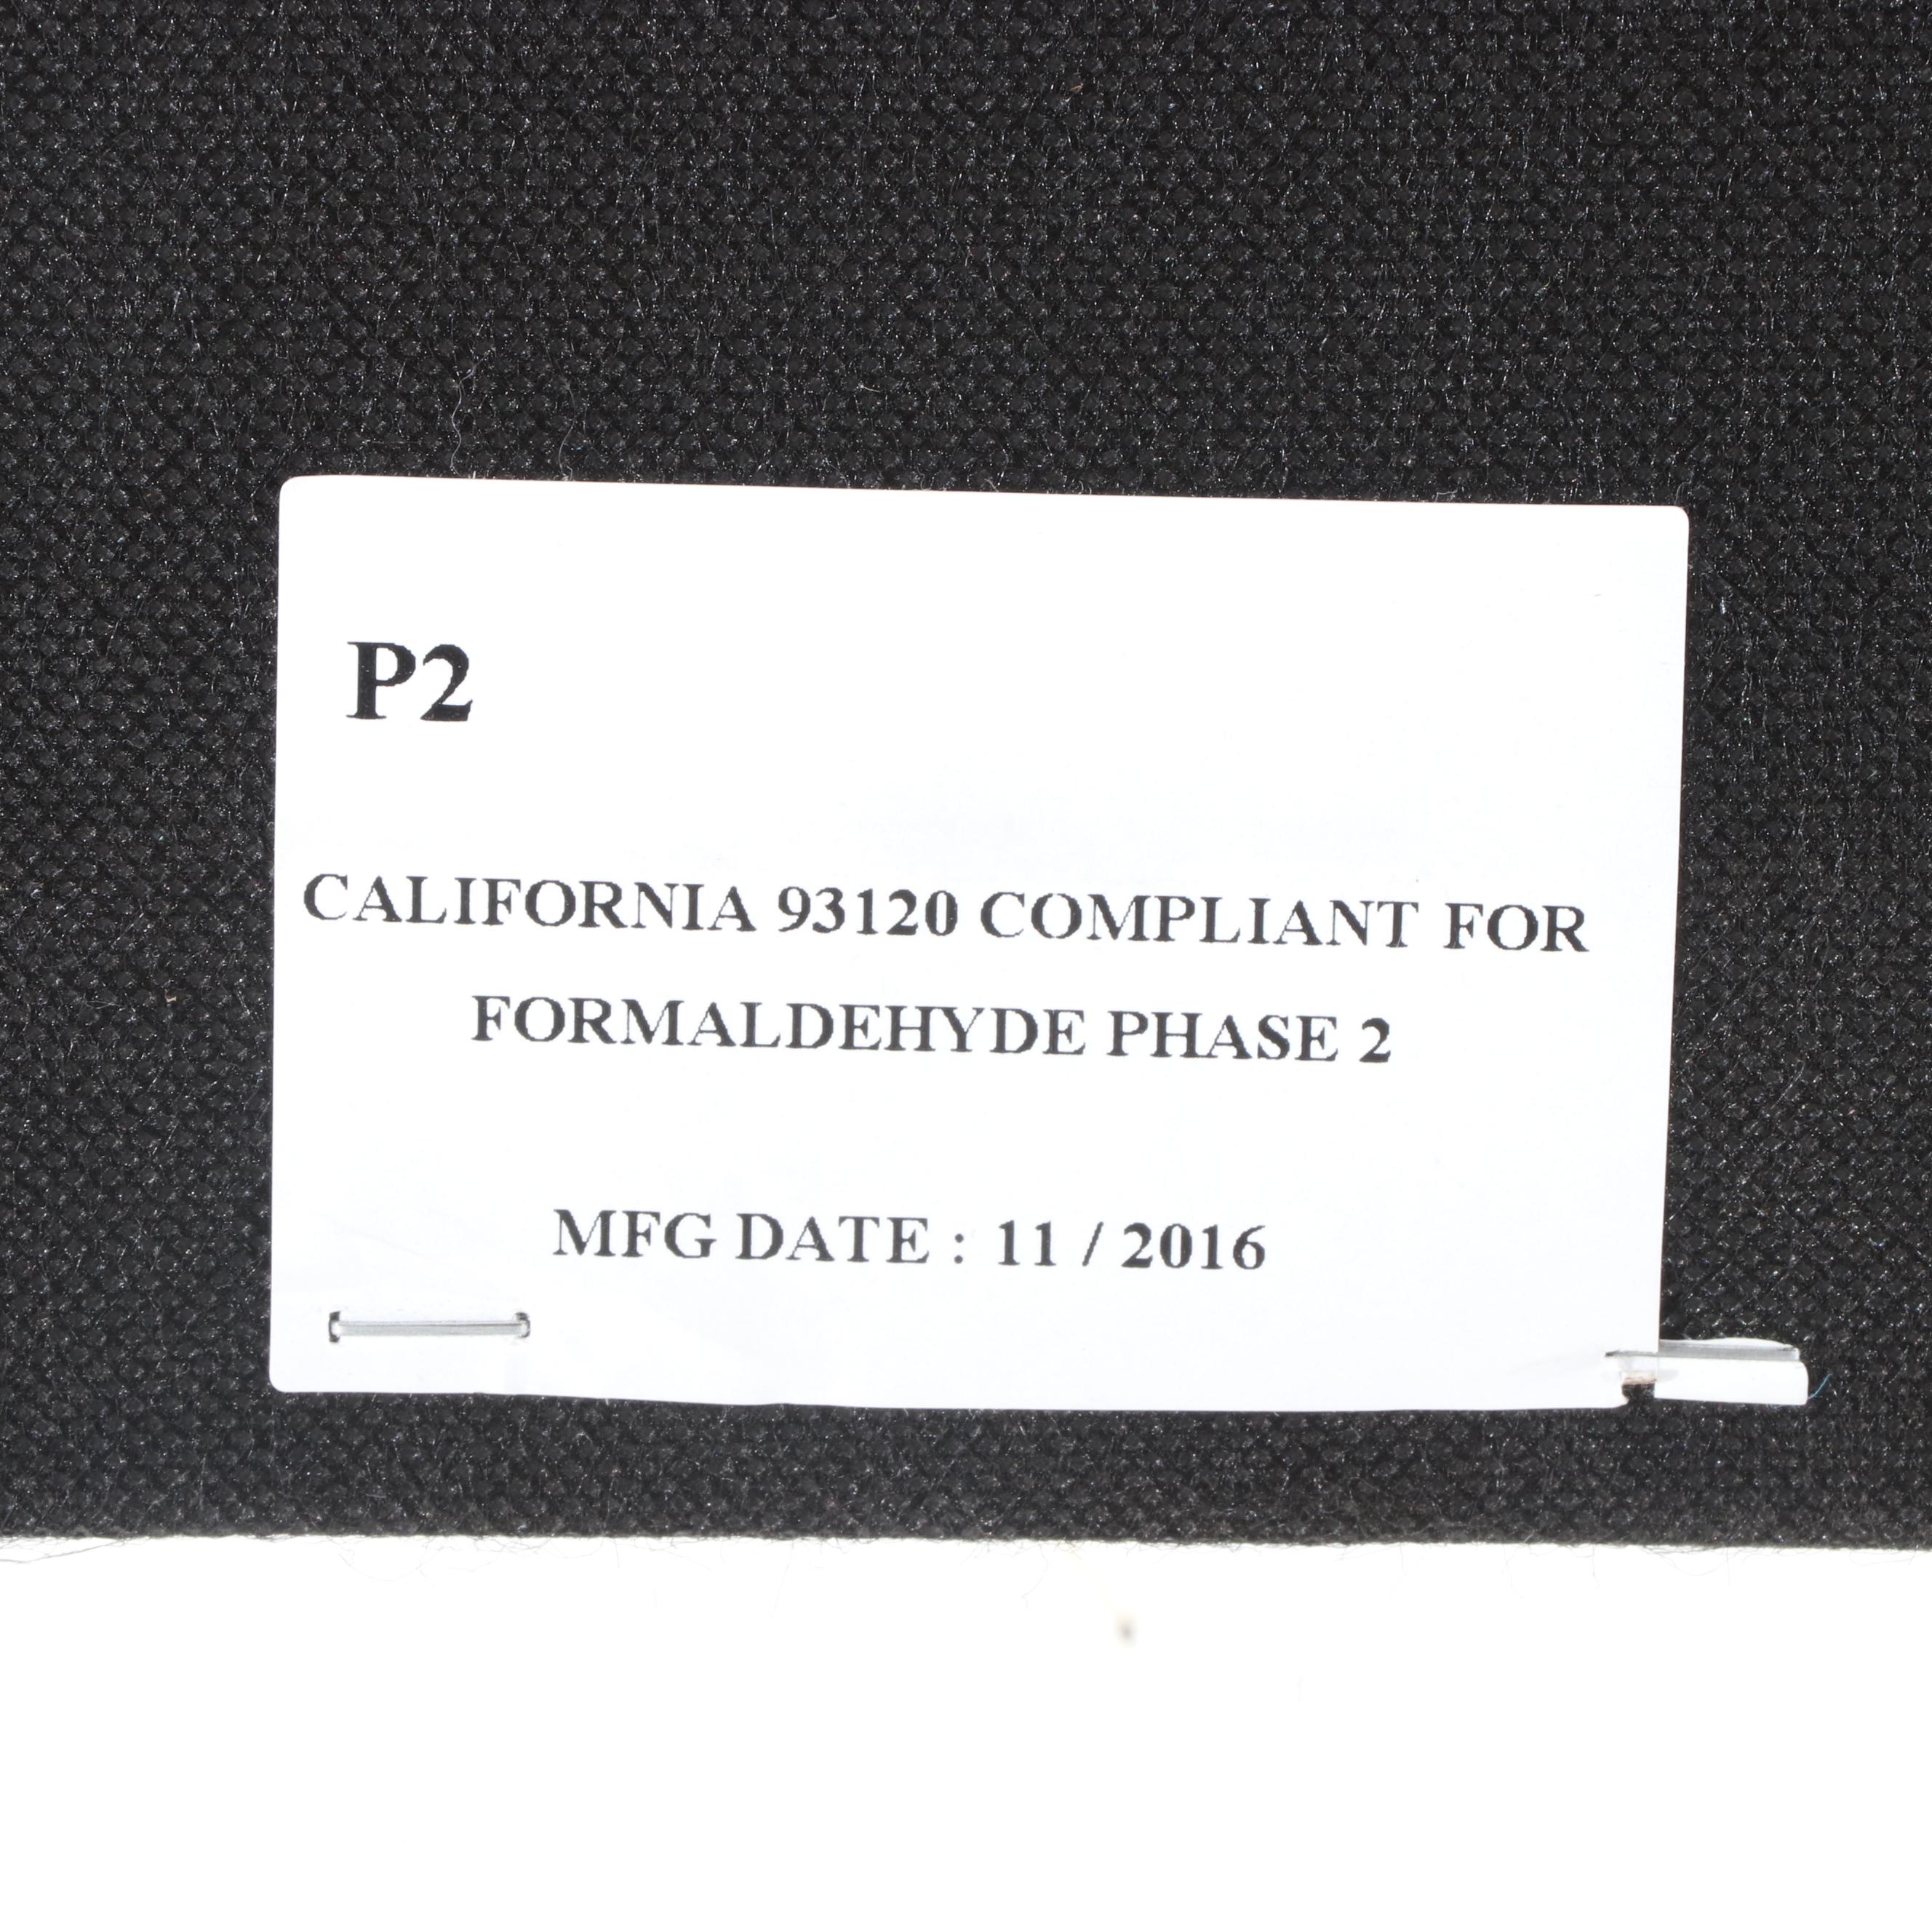 P2
CALIFORNIA 93120 COMPLIANT FOR
FORMALDEHYDE PHASE 2
MFG DATE : 11 / 2016